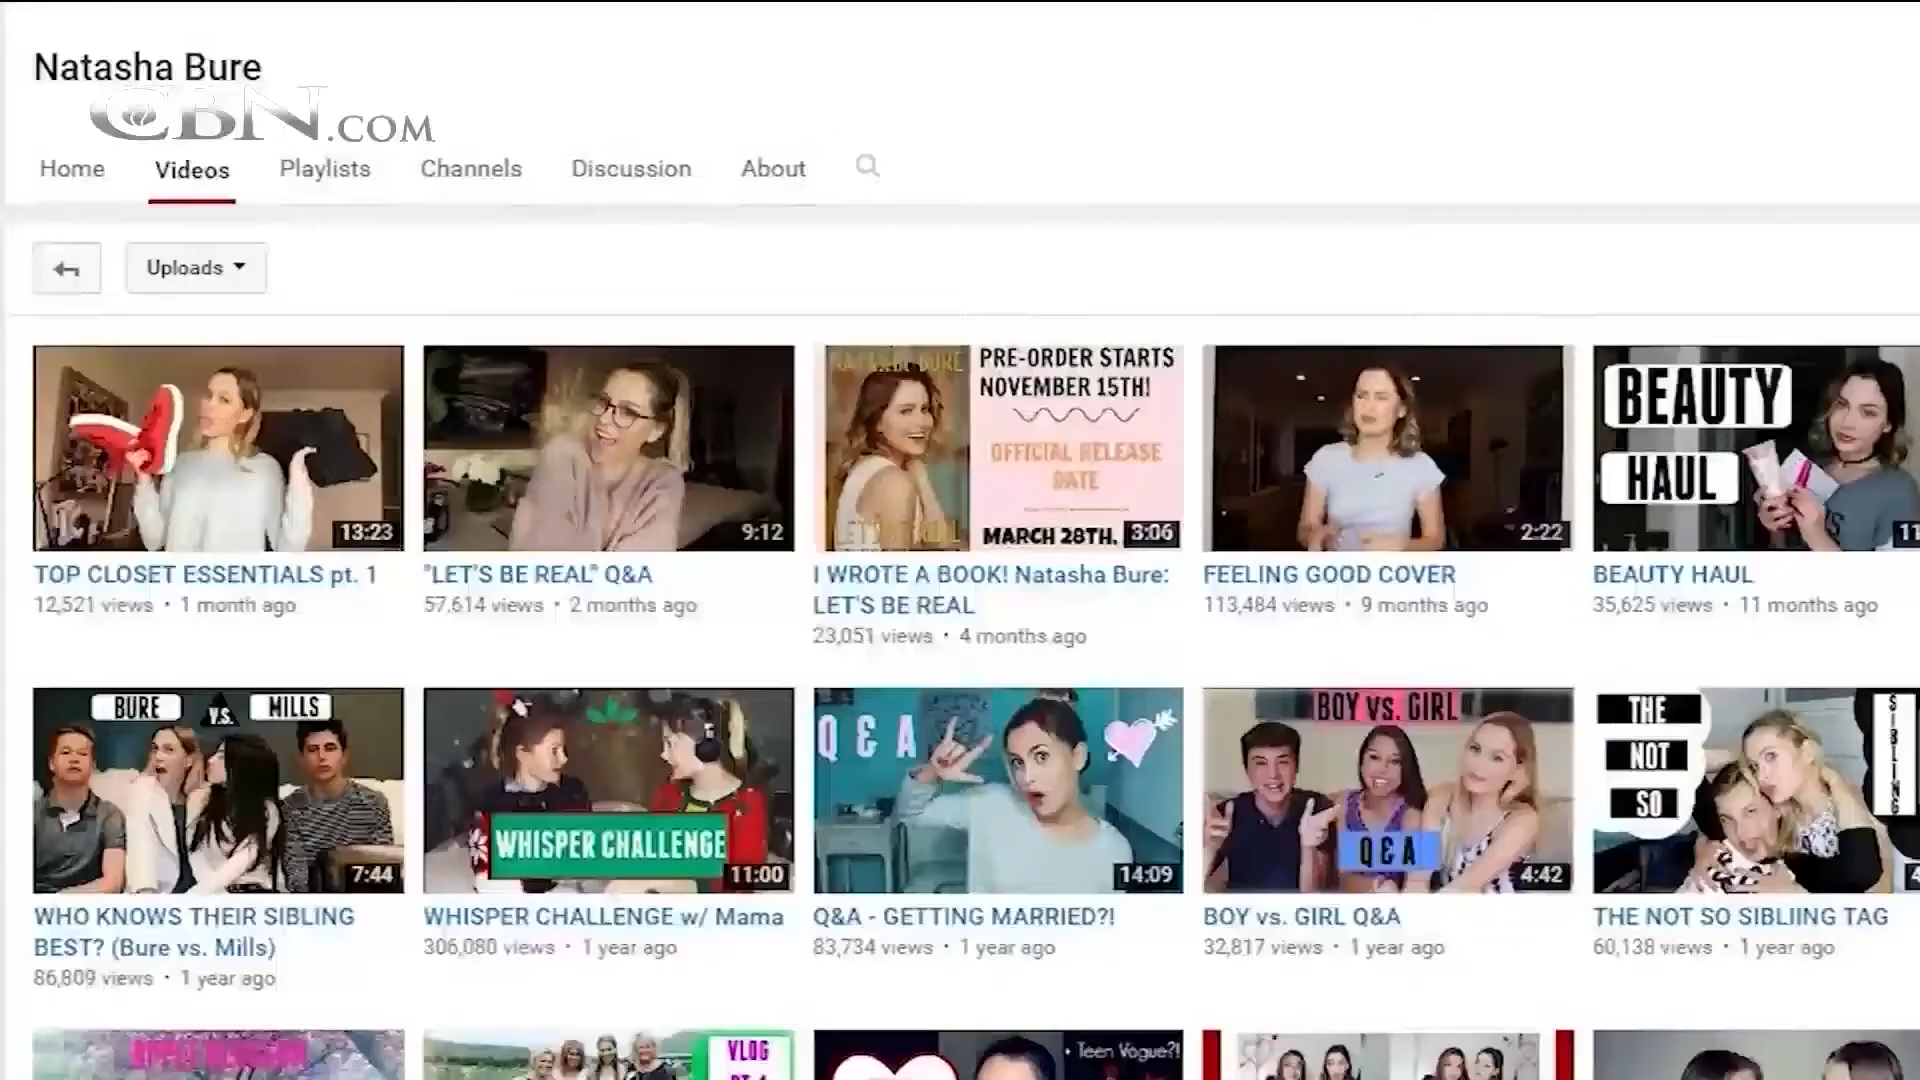 Natasha Bure
CBN.COM
Home Videos Playlists Channels Discussion About
Uploads
NATASHA BURE
PRE-ORDER STARTS
NOVEMBER 15TH!
OFFICIAL RELEASE
DATE
MARCH 28TH.
BEAUTY
HAUL
13:23
9:12
3:06
2:22
11
TOP CLOSET ESSENTIALS pt. 1
12,521 views • 1 month ago
"LET'S BE REAL" Q&A
57,614 views • 2 months ago
I WROTE A BOOK! Natasha Bure:
LET'S BE REAL
23,051 views • 4 months ago
FEELING GOOD COVER
113,484 views • 9 months ago
BEAUTY HAUL
35,625 views • 11 months ago
BURE V.S. MILLS
7:44
WHISPER CHALLENGE
11:00
Q & A
14:09
BOY vs. GIRL
Q & A
4:42
THE
NOT
SO
SIBLING
4
WHO KNOWS THEIR SIBLING
BEST? (Bure vs. Mills)
86,809 views • 1 year ago
WHISPER CHALLENGE w/ Mama
306,080 views • 1 year ago
Q&A - GETTING MARRIED?!
83,734 views • 1 year ago
BOY vs. GIRL Q&A
32,817 views • 1 year ago
THE NOT SO SIBLIING TAG
60,138 views • 1 year ago
VLOG
• Teen Vogue?!